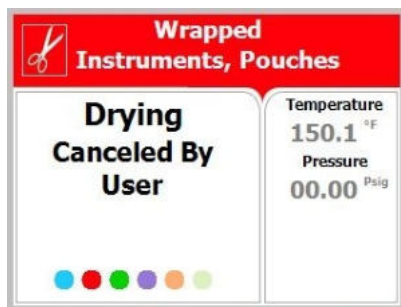 Wrapped
Instruments, Pouches
Drying
Canceled By
User
Temperature
150.1 °F
Pressure
00.00 Psig